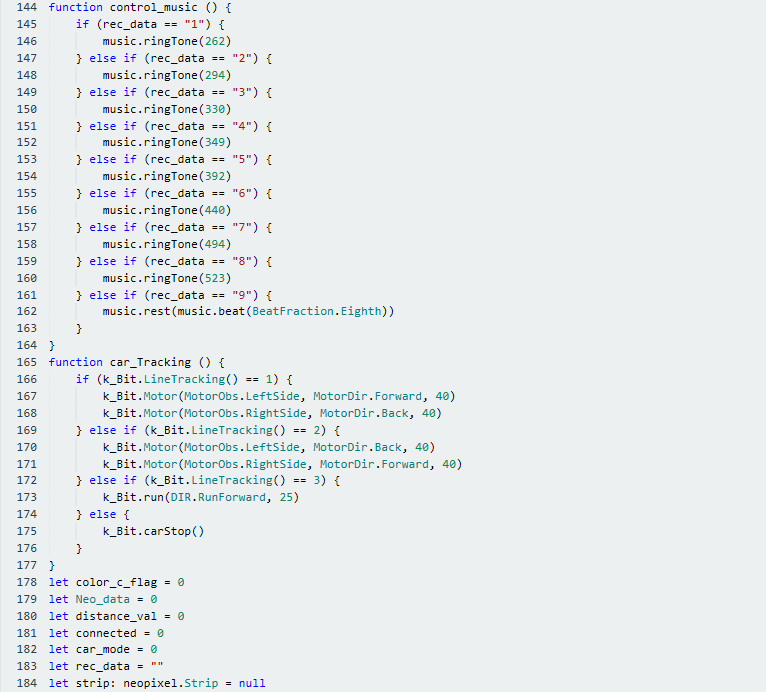 144 function control_music () {
145     if (rec_data == "1") {
146         music.ringTone(262)
147     } else if (rec_data == "2") {
148         music.ringTone(294)
149     } else if (rec_data == "3") {
150         music.ringTone(330)
151     } else if (rec_data == "4") {
152         music.ringTone(349)
153     } else if (rec_data == "5") {
154         music.ringTone(392)
155     } else if (rec_data == "6") {
156         music.ringTone(440)
157     } else if (rec_data == "7") {
158         music.ringTone(494)
159     } else if (rec_data == "8") {
160         music.ringTone(523)
161     } else if (rec_data == "9") {
162         music.rest(music.beat(BeatFraction.Eighth))
163     }
164 }
165 function car_Tracking () {
166     if (k_Bit.LineTracking() == 1) {
167         k_Bit.Motor(MotorObs.LeftSide, MotorDir.Forward, 40)
168         k_Bit.Motor(MotorObs.RightSide, MotorDir.Back, 40)
169     } else if (k_Bit.LineTracking() == 2) {
170         k_Bit.Motor(MotorObs.LeftSide, MotorDir.Back, 40)
171         k_Bit.Motor(MotorObs.RightSide, MotorDir.Forward, 40)
172     } else if (k_Bit.LineTracking() == 3) {
173         k_Bit.run(DIR.RunForward, 25)
174     } else {
175         k_Bit.carStop()
176     }
177 }
178 let color_c_flag = 0
179 let Neo_data = 0
180 let distance_val = 0
181 let connected = 0
182 let car_mode = 0
183 let rec_data = ""
184 let strip: neopixel.Strip = null